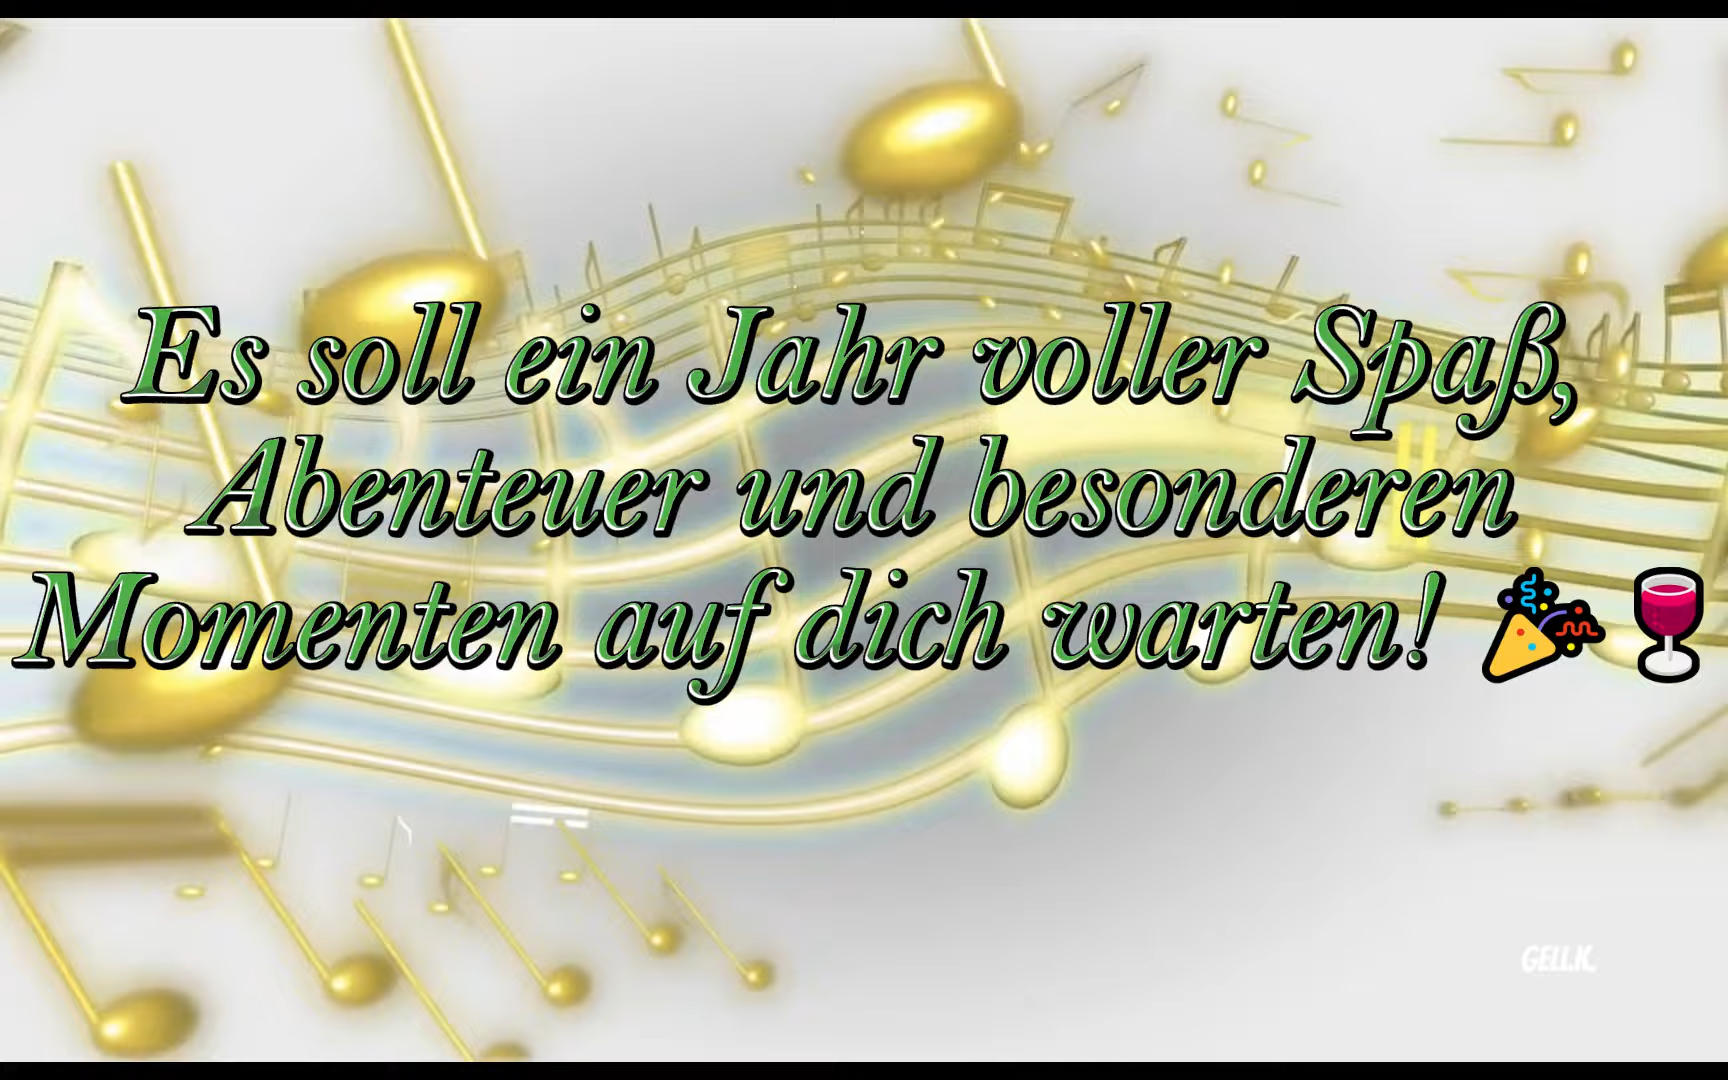 Es soll ein Jahr voller Spaß,
Abenteuer und besonderen
Momenten auf dich warten! 🎉🍷
GELI.K.